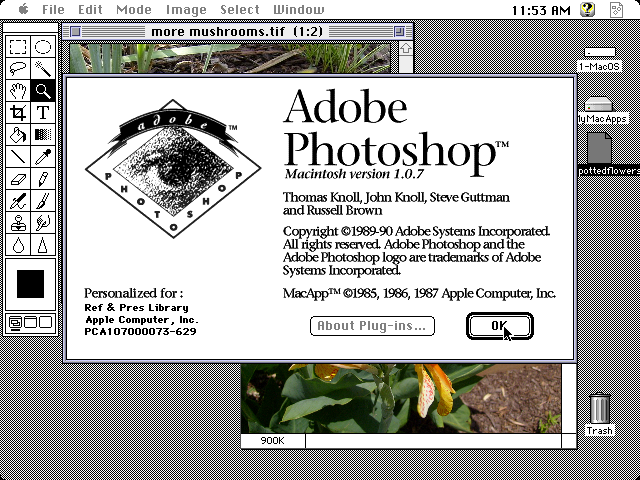 File Edit Mode Image Select Window 11:53 AM
more mushrooms.tif (1:2)
1-MacOS
MyMacApps
pottedflowers
T
adobe™
PHOTOSHOP
Adobe
Photoshop™
Macintosh version 1.0.7
Thomas Knoll, John Knoll, Steve Guttman
and Russell Brown
Copyright ©1989-90 Adobe Systems Incorporated.
All rights reserved. Adobe Photoshop and the
Adobe Photoshop logo are trademarks of Adobe
Systems Incorporated.
MacApp™ ©1985, 1986, 1987 Apple Computer, Inc.
Personalized for :
Ref & Pres Library
Apple Computer, Inc.
PCA107000073-629
About Plug-ins...
OK
900K
Trash